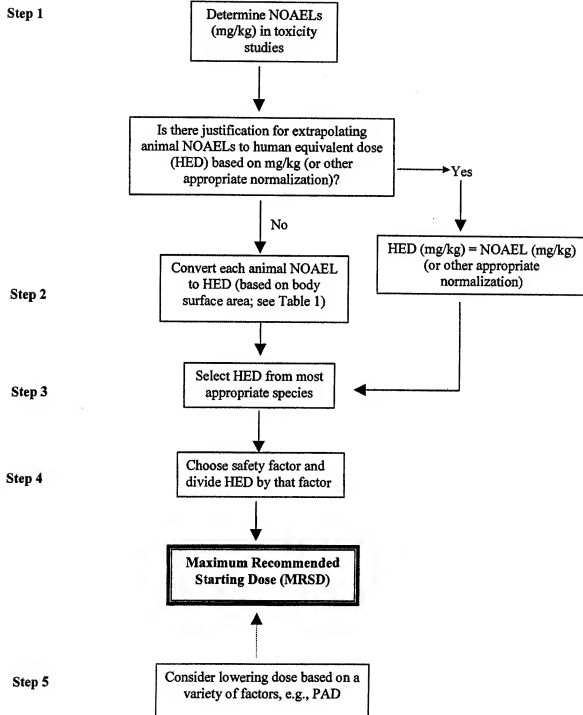 Step 1
Determine NOAELs
(mg/kg) in toxicity
studies
Is there justification for extrapolating
animal NOAELs to human equivalent dose
(HED) based on mg/kg (or other
appropriate normalization)?
Yes
No
HED (mg/kg) = NOAEL (mg/kg)
(or other appropriate
normalization)
Step 2
Convert each animal NOAEL
to HED (based on body
surface area; see Table 1)
Step 3
Select HED from most
appropriate species
Step 4
Choose safety factor and
divide HED by that factor
Maximum Recommended
Starting Dose (MRSD)
Step 5
Consider lowering dose based on a
variety of factors, e.g., PAD